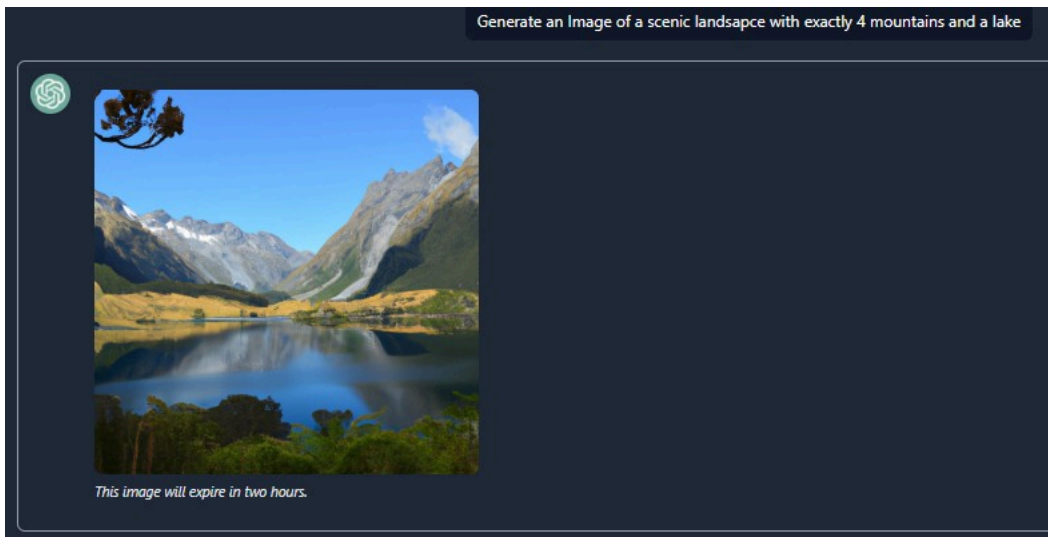 Generate an Image of a scenic landsapce with exactly 4 mountains and a lake
This image will expire in two hours.